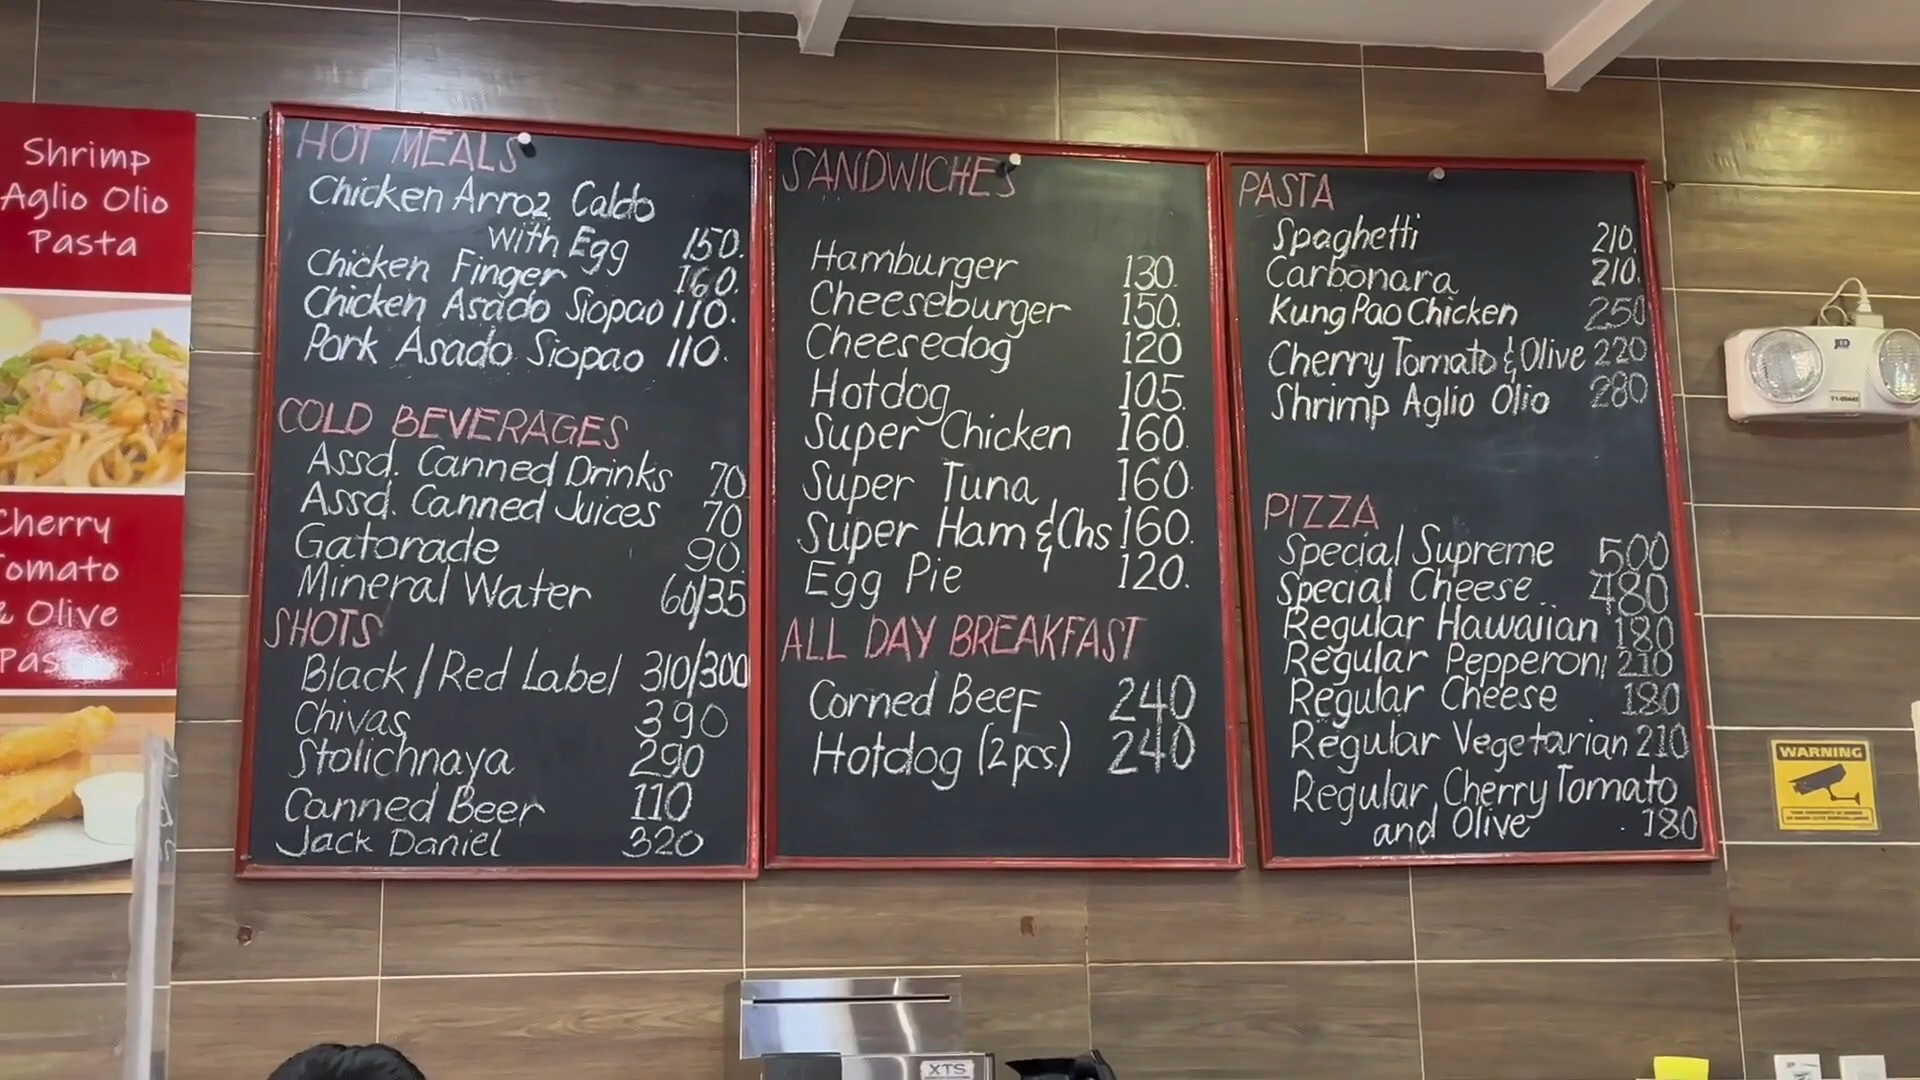 Shrimp
Aglio Olio
Pasta
Cherry
Tomato
& Olive
Pasta
HOT MEALS
Chicken Arroz Caldo
with Egg 150.
Chicken Finger 160.
Chicken Asado Siopao 110.
Pork Asado Siopao 110.
COLD BEVERAGES
Assd. Canned Drinks 70
Assd. Canned Juices 70
Gatorade 90.
Mineral Water 60/35
SHOTS
Black / Red Label 310/300
Chivas 390
Stolichnaya 290
Canned Beer 110
Jack Daniel 320
SANDWICHES
Hamburger 130.
Cheeseburger 150.
Cheesedog 120
Hotdog 105.
Super Chicken 160.
Super Tuna 160.
Super Ham & Chs 160.
Egg Pie 120.
ALL DAY BREAKFAST
Corned Beef 240
Hotdog (2pcs.) 240
PASTA
Spaghetti 210.
Carbonara 210.
Kung Pao Chicken 250
Cherry Tomato & Olive 220
Shrimp Aglio Olio 280
PIZZA
Special Supreme 500
Special Cheese 480
Regular Hawaiian 180
Regular Pepperoni 210
Regular Cheese 180
Regular Vegetarian 210
Regular Cherry Tomato
and Olive 180
WARNING
XTS